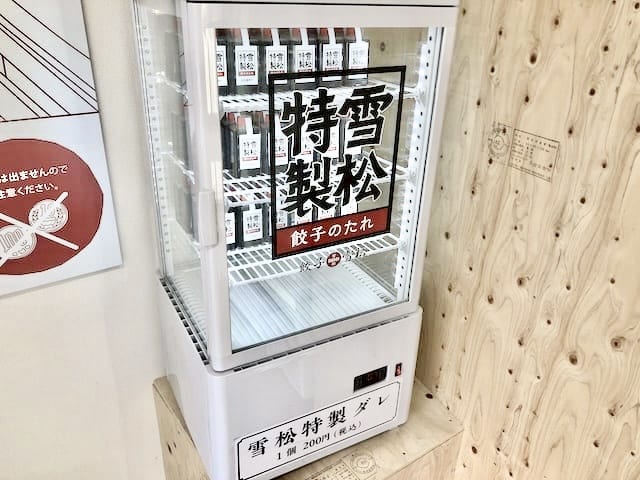 は出ませんので
注意ください。
雪松
特製
餃子のたれ
餃子 雪松
雪松特製 ダレ
1個 200円(税込)